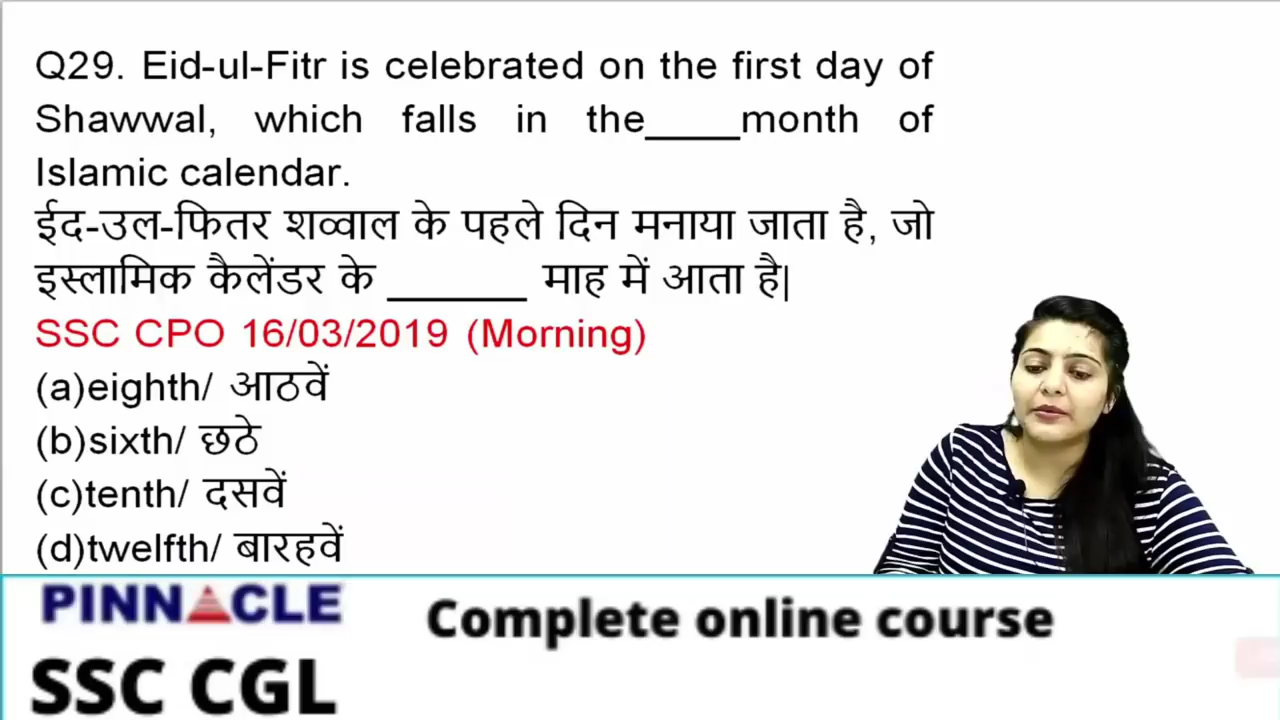 Q29. Eid-ul-Fitr is celebrated on the first day of
Shawwal, which falls in the____month of
Islamic calendar.
ईद-उल-फितर शव्वाल के पहले दिन मनाया जाता है, जो
इस्लामिक कैलेंडर के ______ माह में आता है|
SSC CPO 16/03/2019 (Morning)
(a)eighth/ आठवें
(b)sixth/ छठे
(c)tenth/ दसवें
(d)twelfth/ बारहवें
PINNACLE
Complete online course
SSC CGL